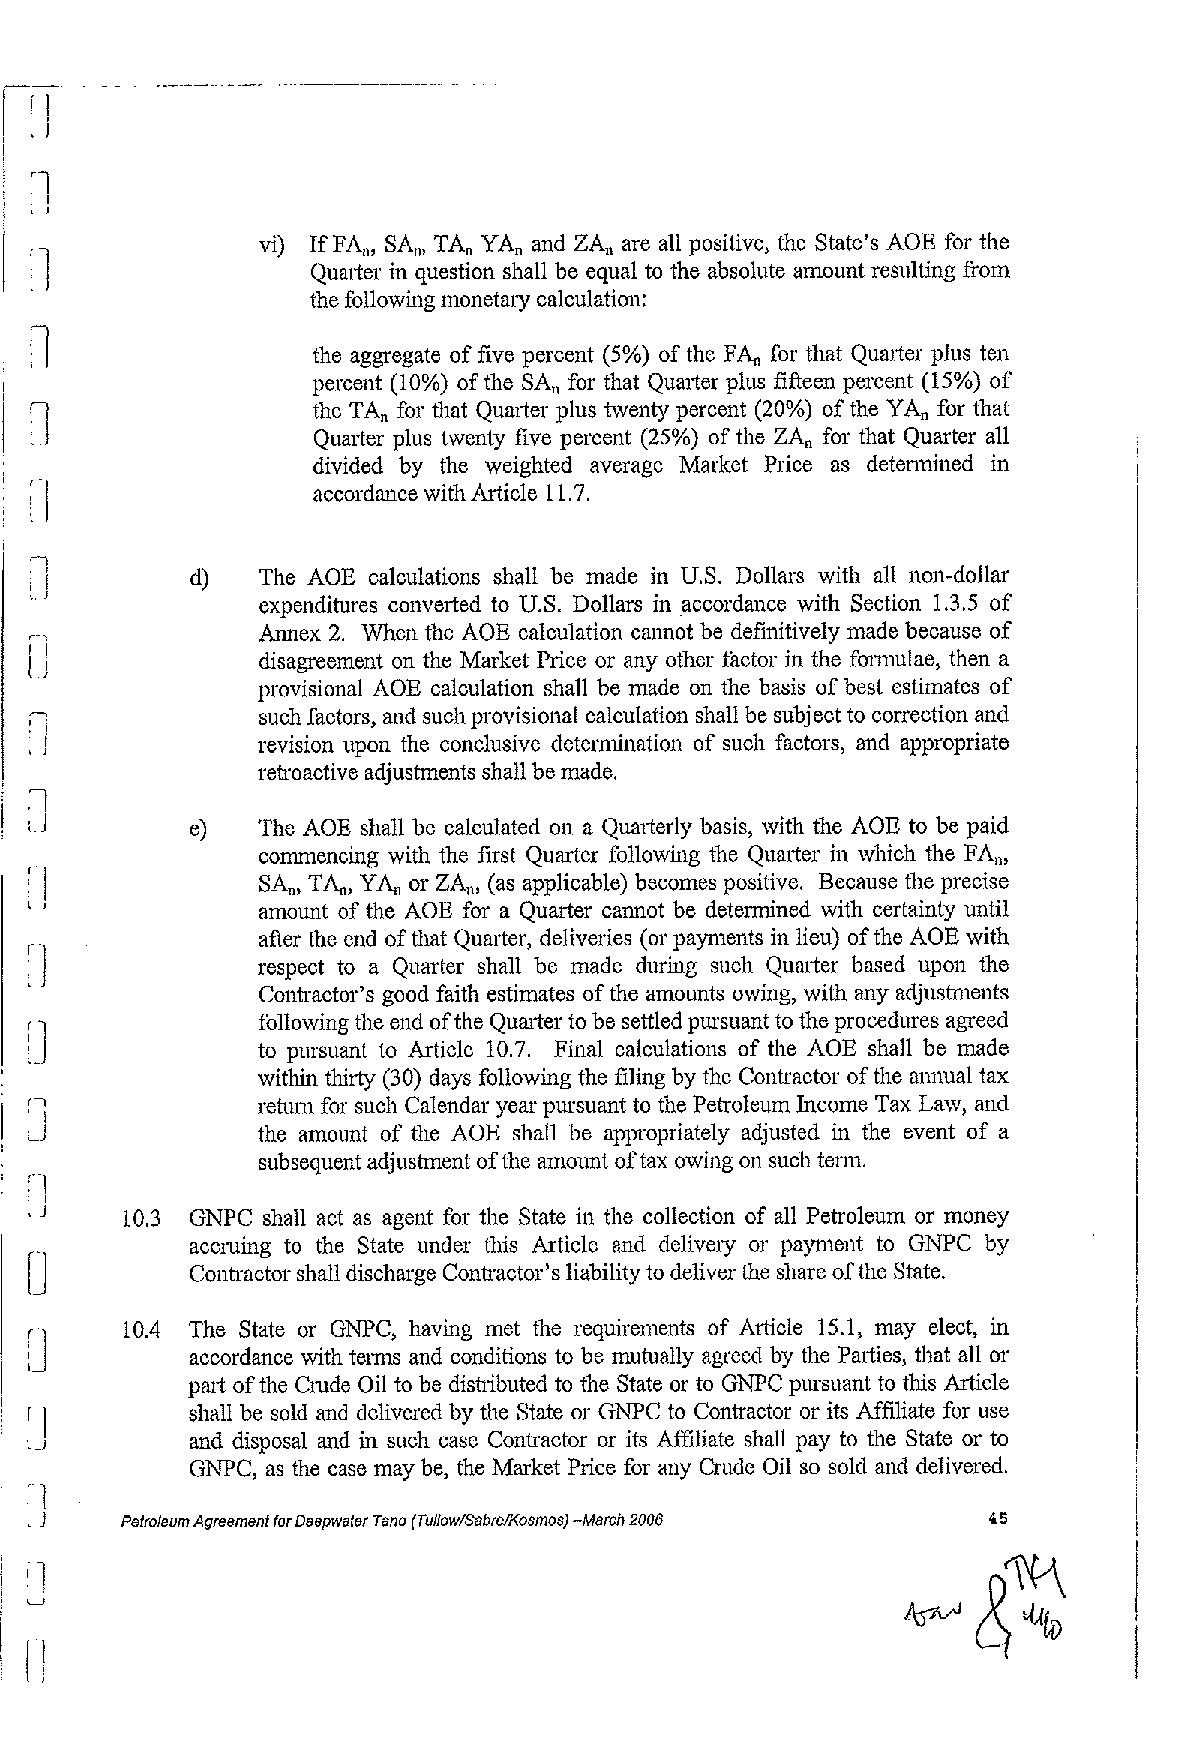 vi) If FAn, SAn, TAn YAn and ZAn are all positive, the State's AOE for the
Quarter in question shall be equal to the absolute amount resulting from
the following monetary calculation:
the aggregate of five percent (5%) of the FAn for that Quarter plus ten
percent (10%) of the SAn for that Quarter plus fifteen percent (15%) of
the TAn for that Quarter plus twenty percent (20%) of the YAn for that
Quarter plus twenty five percent (25%) of the ZAn for that Quarter all
divided by the weighted average Market Price as determined in
accordance with Article 11.7.
d) The AOE calculations shall be made in U.S. Dollars with all non-dollar
expenditures converted to U.S. Dollars in accordance with Section 1.3.5 of
Annex 2. When the AOE calculation cannot be definitively made because of
disagreement on the Market Price or any other factor in the formulae, then a
provisional AOE calculation shall be made on the basis of best estimates of
such factors, and such provisional calculation shall be subject to correction and
revision upon the conclusive determination of such factors, and appropriate
retroactive adjustments shall be made.
e) The AOE shall be calculated on a Quarterly basis, with the AOE to be paid
commencing with the first Quarter following the Quarter in which the FAn,
SAn, TAn, YAn or ZAn, (as applicable) becomes positive. Because the precise
amount of the AOE for a Quarter cannot be determined with certainty until
after the end of that Quarter, deliveries (or payments in lieu) of the AOE with
respect to a Quarter shall be made during such Quarter based upon the
Contractor's good faith estimates of the amounts owing, with any adjustments
following the end of the Quarter to be settled pursuant to the procedures agreed
to pursuant to Article 10.7. Final calculations of the AOE shall be made
within thirty (30) days following the filing by the Contractor of the annual tax
return for such Calendar year pursuant to the Petroleum Income Tax Law, and
the amount of the AOE shall be appropriately adjusted in the event of a
subsequent adjustment of the amount of tax owing on such term.
10.3 GNPC shall act as agent for the State in the collection of all Petroleum or money
accruing to the State under this Article and delivery or payment to GNPC by
Contractor shall discharge Contractor's liability to deliver the share of the State.
10.4 The State or GNPC, having met the requirements of Article 15.1, may elect, in
accordance with terms and conditions to be mutually agreed by the Parties, that all or
part of the Crude Oil to be distributed to the State or to GNPC pursuant to this Article
shall be sold and delivered by the State or GNPC to Contractor or its Affiliate for use
and disposal and in such case Contractor or its Affiliate shall pay to the State or to
GNPC, as the case may be, the Market Price for any Crude Oil so sold and delivered.
Petroleum Agreement for Deepwater Tano (Tullow/Sabre/Kosmos) –March 2006 45